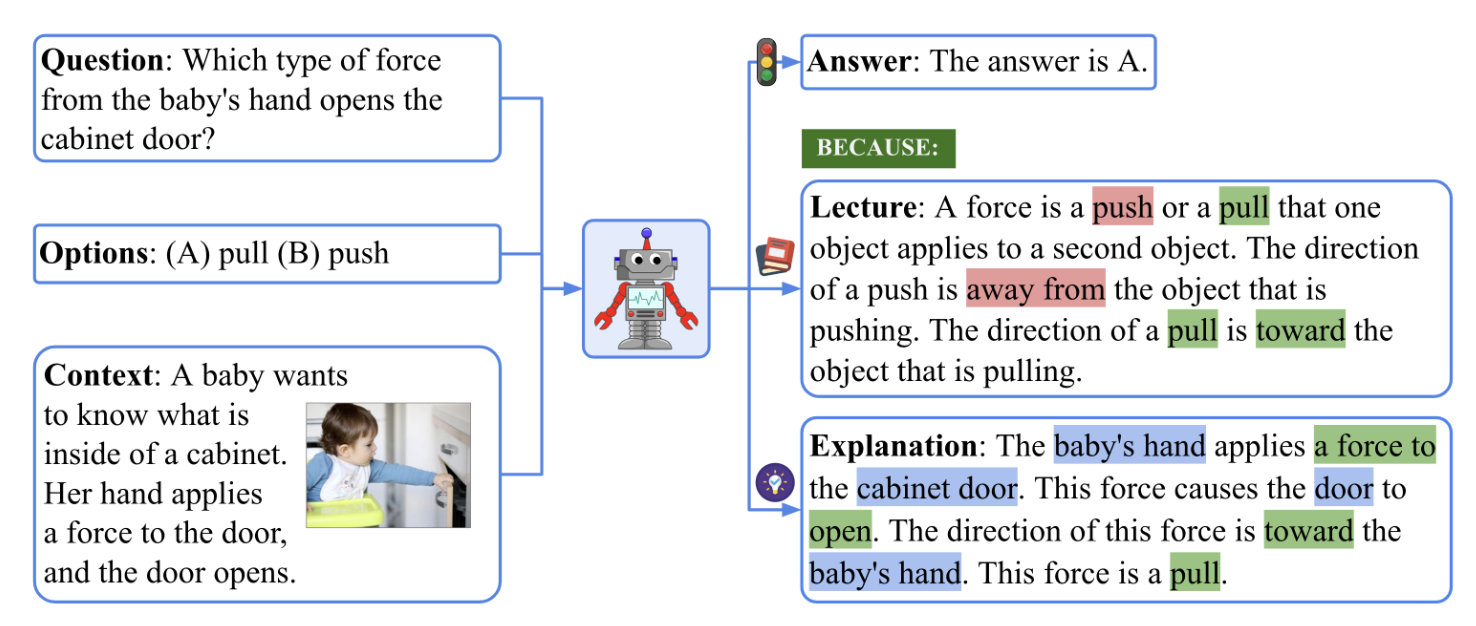 Question: Which type of force
from the baby's hand opens the
cabinet door?
Options: (A) pull (B) push
Context: A baby wants
to know what is
inside of a cabinet.
Her hand applies
a force to the door,
and the door opens.
Answer: The answer is A.
BECAUSE:
Lecture: A force is a push or a pull that one
object applies to a second object. The direction
of a push is away from the object that is
pushing. The direction of a pull is toward the
object that is pulling.
Explanation: The baby's hand applies a force to
the cabinet door. This force causes the door to
open. The direction of this force is toward the
baby's hand. This force is a pull.